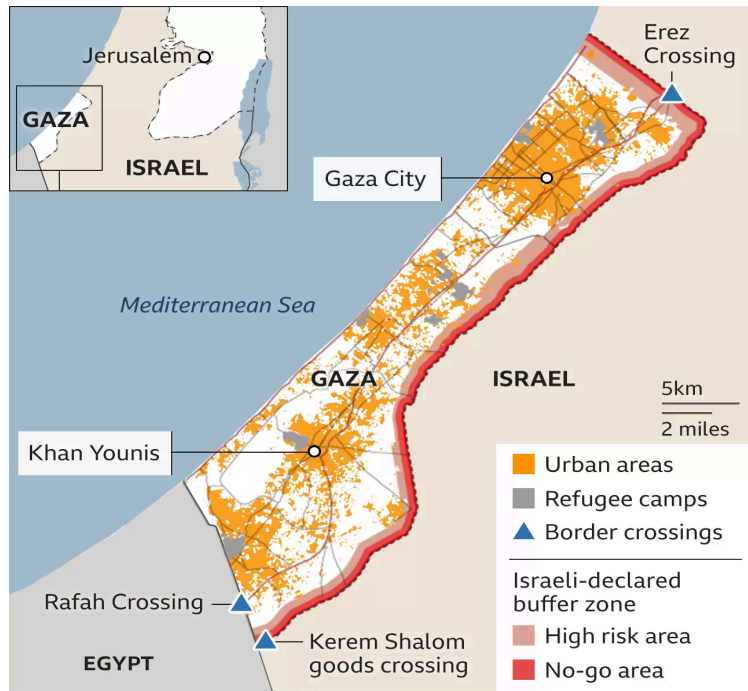 Jerusalem
GAZA
ISRAEL
Erez
Crossing
Gaza City
Mediterranean Sea
GAZA
ISRAEL
5km
2 miles
Khan Younis
Urban areas
Refugee camps
Border crossings
Israeli-declared
buffer zone
High risk area
No-go area
Rafah Crossing
Kerem Shalom
goods crossing
EGYPT